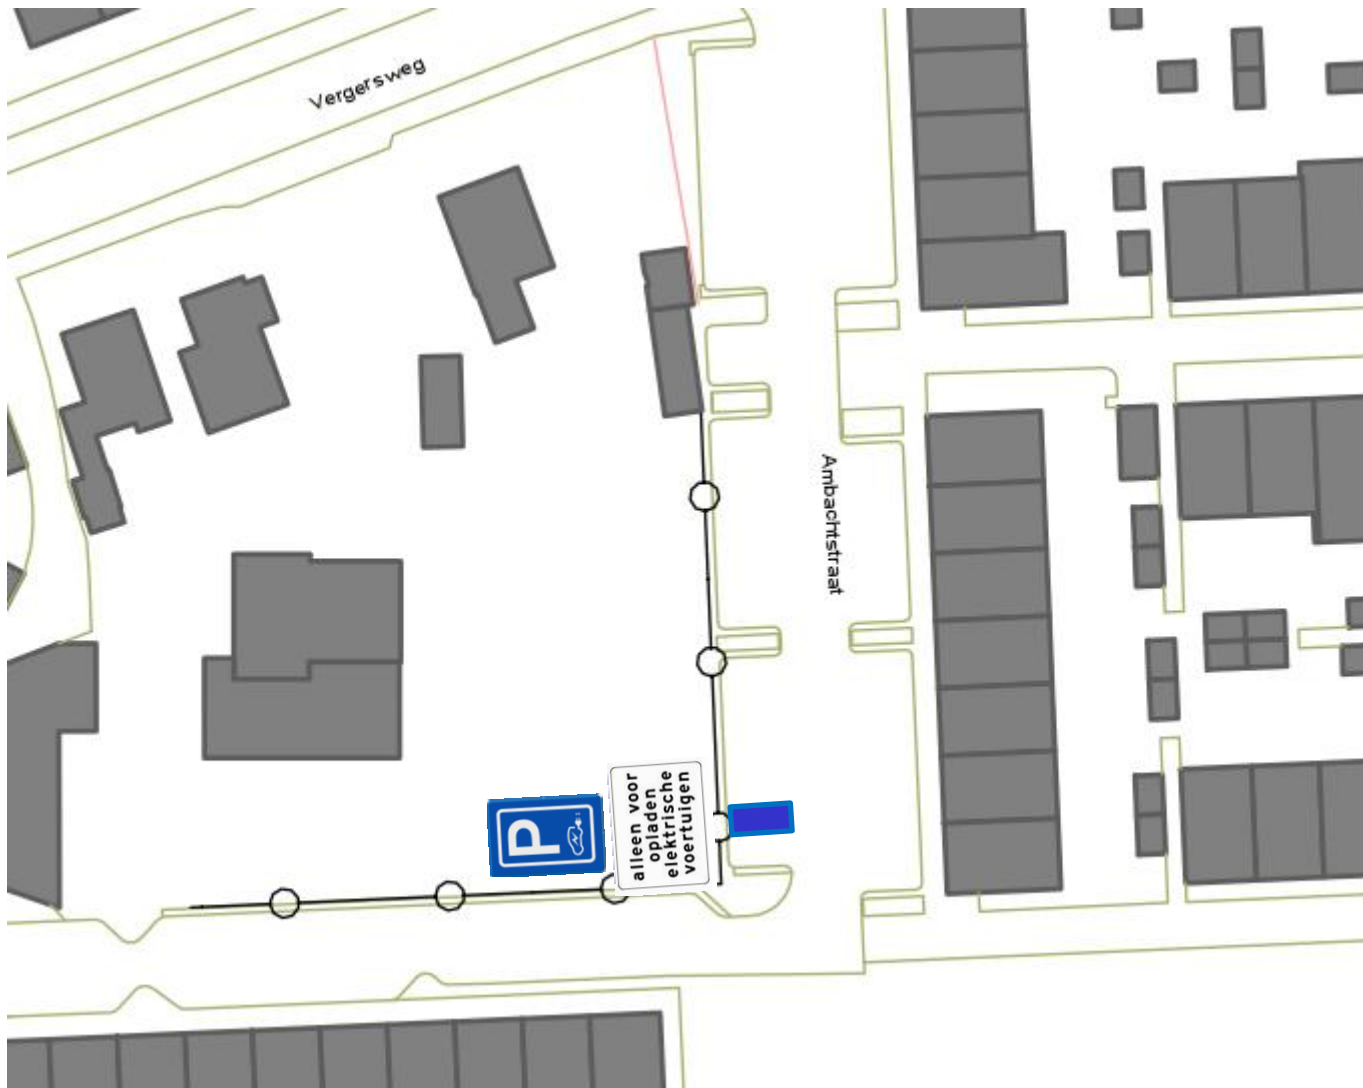 Vergersweg
Ambachtstraat
P
alleen voor
opladen
elektrische
voertuigen